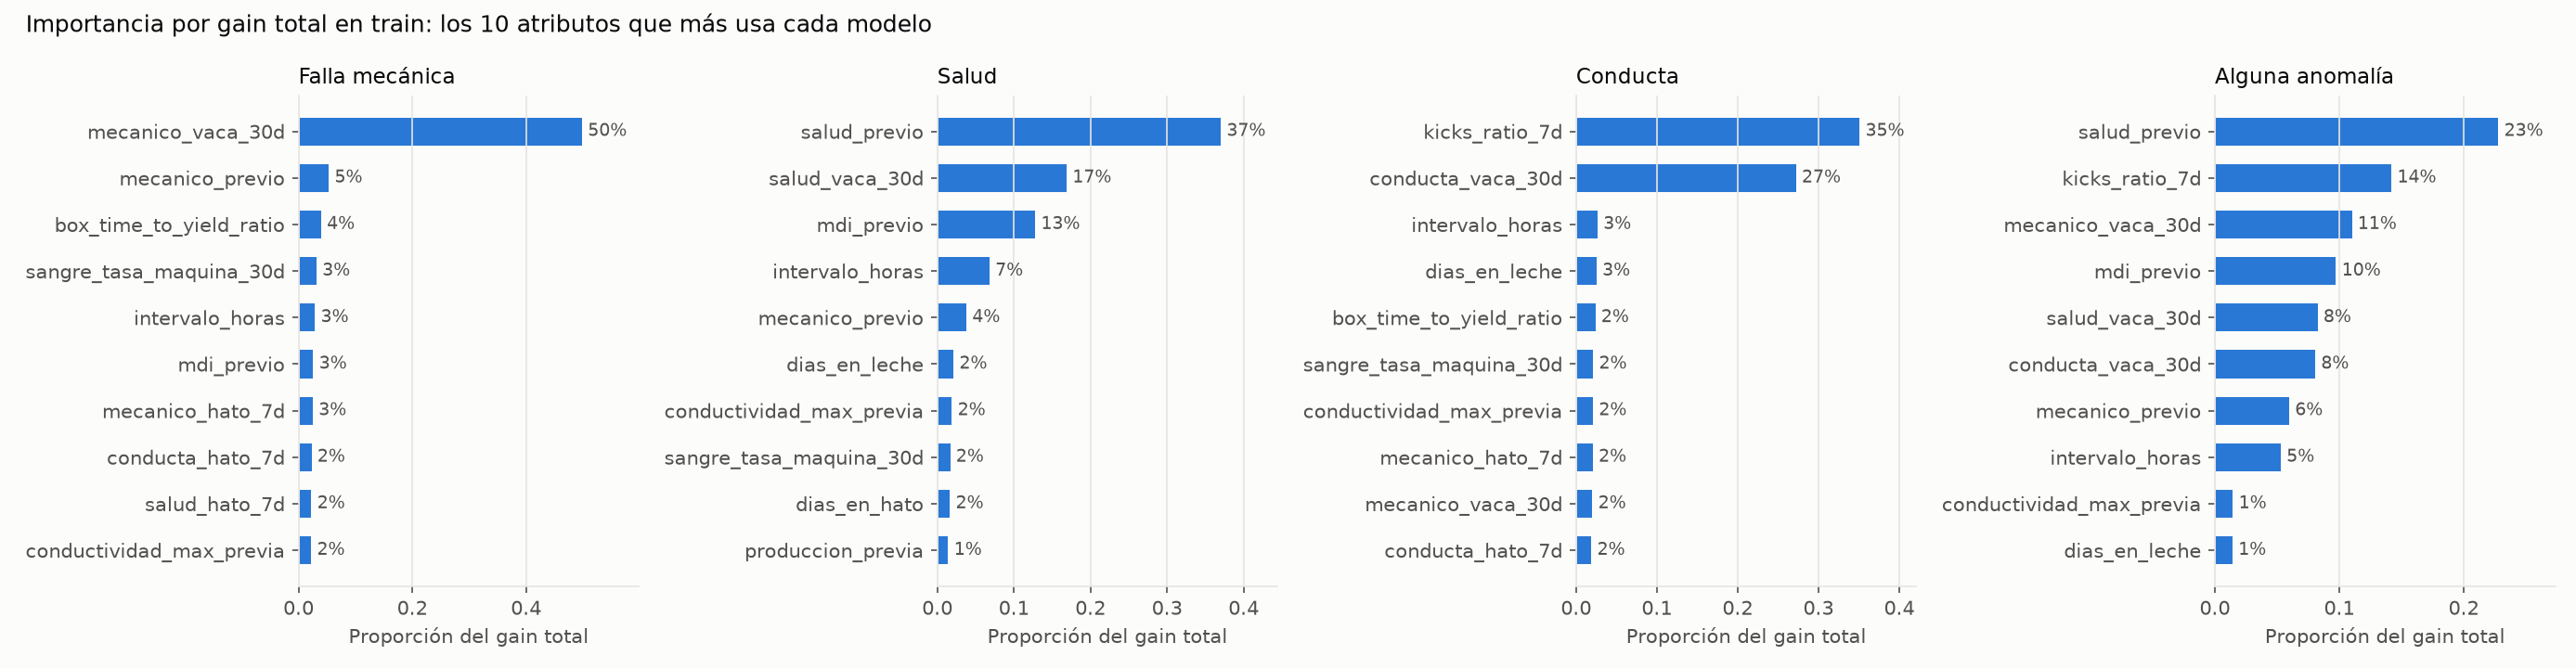 Importancia por gain total en train: los 10 atributos que más usa cada modelo
Falla mecánica
mecanico_vaca_30d 50%
mecanico_previo 5%
box_time_to_yield_ratio 4%
sangre_tasa_maquina_30d 3%
intervalo_horas 3%
mdi_previo 3%
mecanico_hato_7d 3%
conducta_hato_7d 2%
salud_hato_7d 2%
conductividad_max_previa 2%
0.0 0.2 0.4
Proporción del gain total
Salud
salud_previo 37%
salud_vaca_30d 17%
mdi_previo 13%
intervalo_horas 7%
mecanico_previo 4%
dias_en_leche 2%
conductividad_max_previa 2%
sangre_tasa_maquina_30d 2%
dias_en_hato 2%
produccion_previa 1%
0.0 0.1 0.2 0.3 0.4
Proporción del gain total
Conducta
kicks_ratio_7d 35%
conducta_vaca_30d 27%
intervalo_horas 3%
dias_en_leche 3%
box_time_to_yield_ratio 2%
sangre_tasa_maquina_30d 2%
conductividad_max_previa 2%
mecanico_hato_7d 2%
mecanico_vaca_30d 2%
conducta_hato_7d 2%
0.0 0.1 0.2 0.3 0.4
Proporción del gain total
Alguna anomalía
salud_previo 23%
kicks_ratio_7d 14%
mecanico_vaca_30d 11%
mdi_previo 10%
salud_vaca_30d 8%
conducta_vaca_30d 8%
mecanico_previo 6%
intervalo_horas 5%
conductividad_max_previa 1%
dias_en_leche 1%
0.0 0.1 0.2
Proporción del gain total